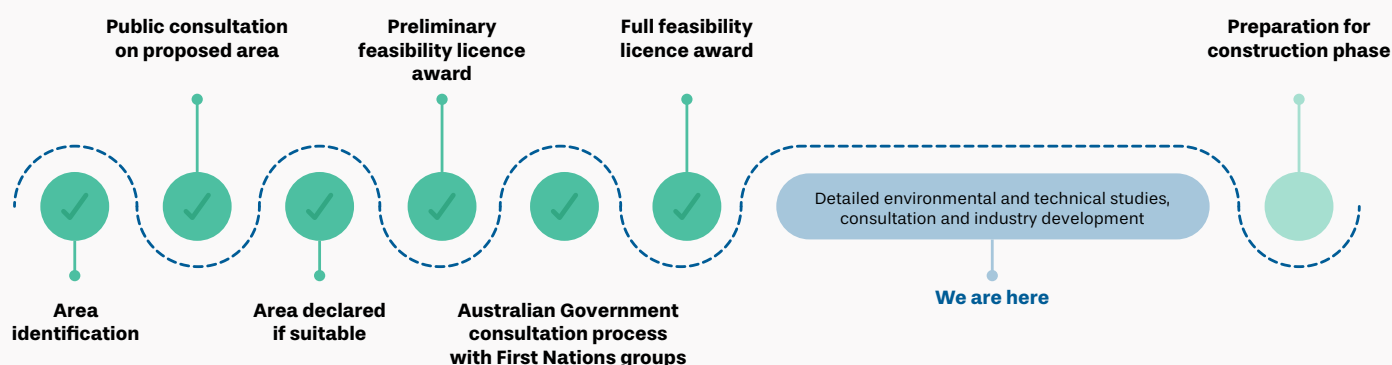 Public consultation
on proposed area
Preliminary
feasibility licence
award
Full feasibility
licence award
Preparation for
construction phase
Detailed environmental and technical studies,
consultation and industry development
We are here
Area
identification
Area declared
if suitable
Australian Government
consultation process
with First Nations groups